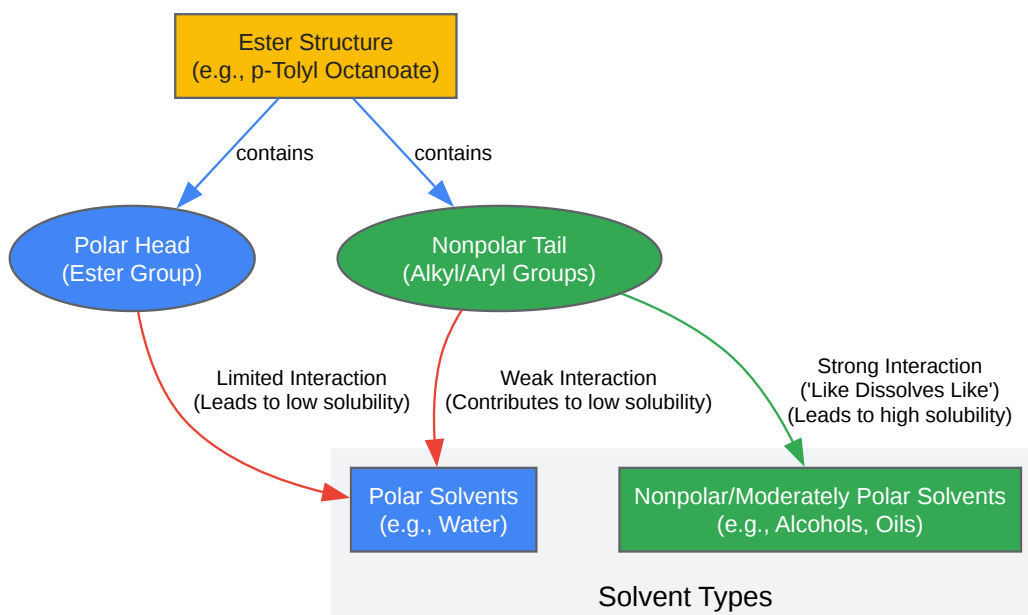 Ester Structure
(e.g., p-Tolyl Octanoate)
contains
contains
Polar Head
(Ester Group)
Nonpolar Tail
(Alkyl/Aryl Groups)
Limited Interaction
(Leads to low solubility)
Weak Interaction
(Contributes to low solubility)
Strong Interaction
('Like Dissolves Like')
(Leads to high solubility)
Polar Solvents
(e.g., Water)
Nonpolar/Moderately Polar Solvents
(e.g., Alcohols, Oils)
Solvent Types